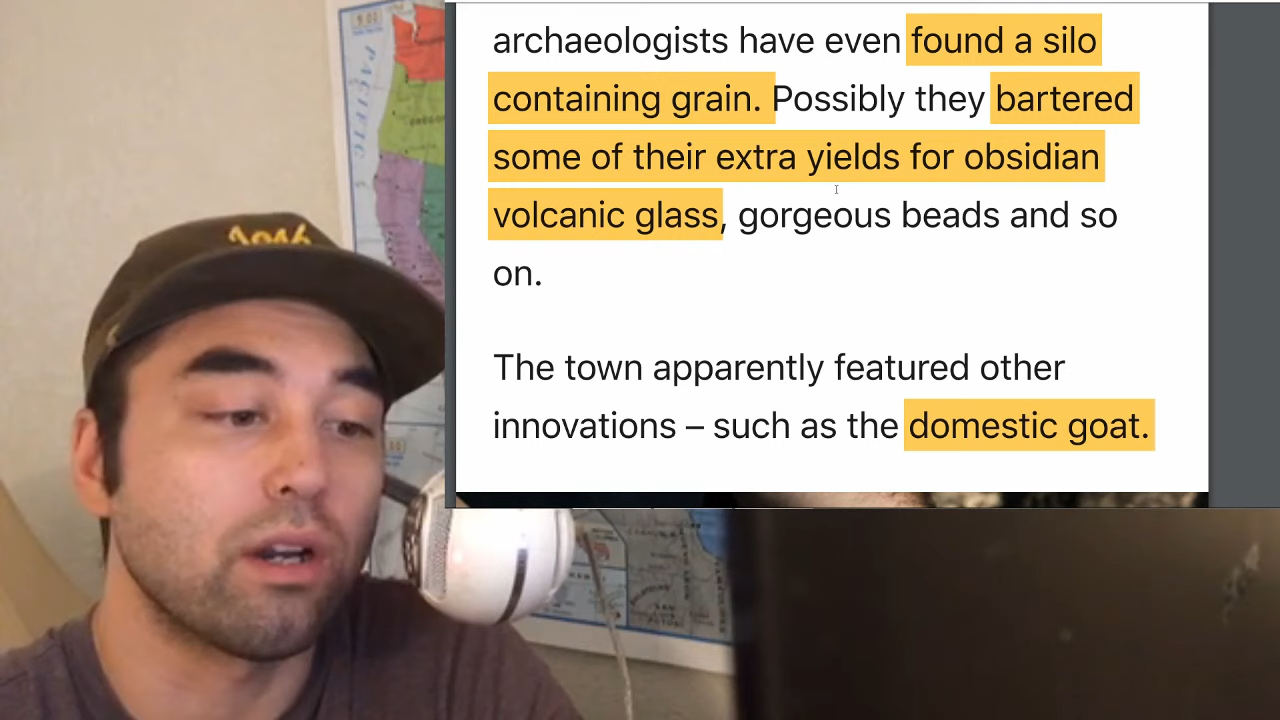 archaeologists have even found a silo
containing grain. Possibly they bartered
some of their extra yields for obsidian
volcanic glass, gorgeous beads and so
on.
The town apparently featured other
innovations – such as the domestic goat.
PACIFIC